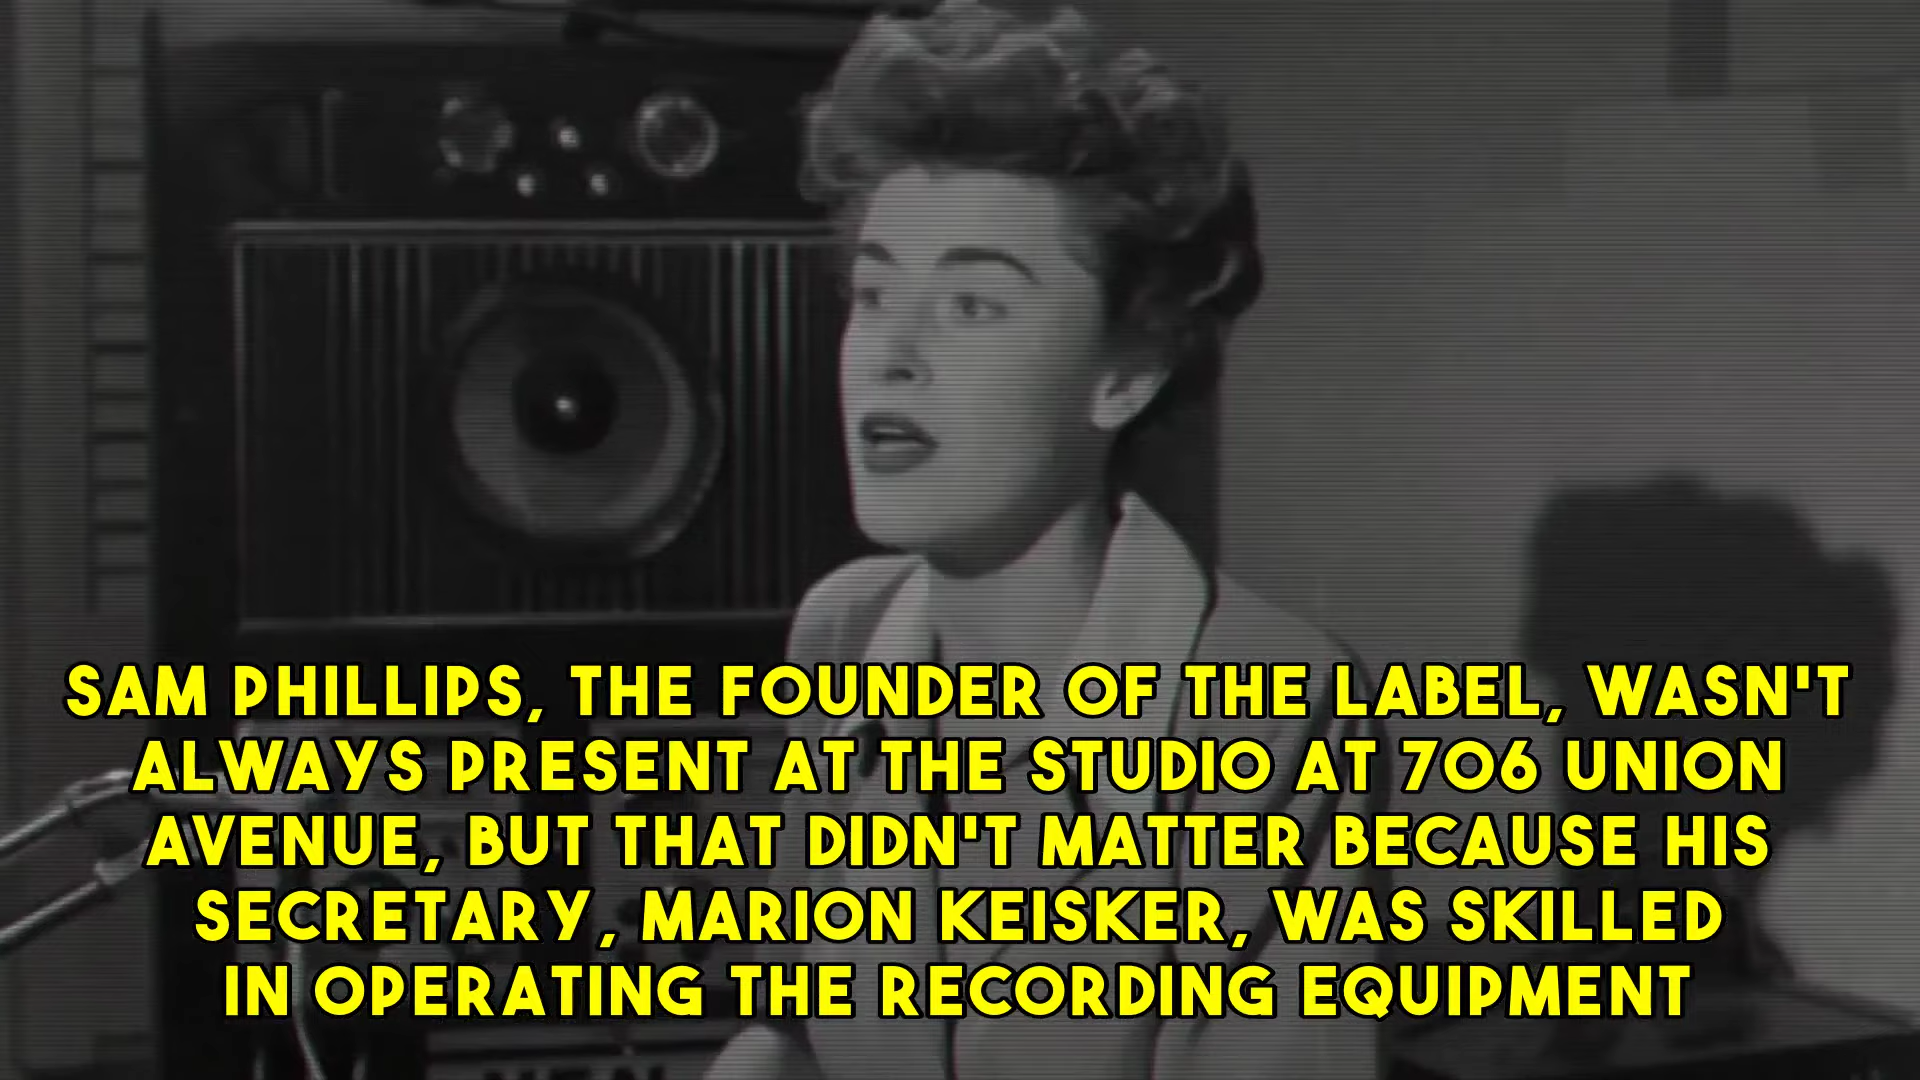 SAM PHILLIPS, THE FOUNDER OF THE LABEL, WASN'T
ALWAYS PRESENT AT THE STUDIO AT 706 UNION
AVENUE, BUT THAT DIDN'T MATTER BECAUSE HIS
SECRETARY, MARION KEISKER, WAS SKILLED
IN OPERATING THE RECORDING EQUIPMENT